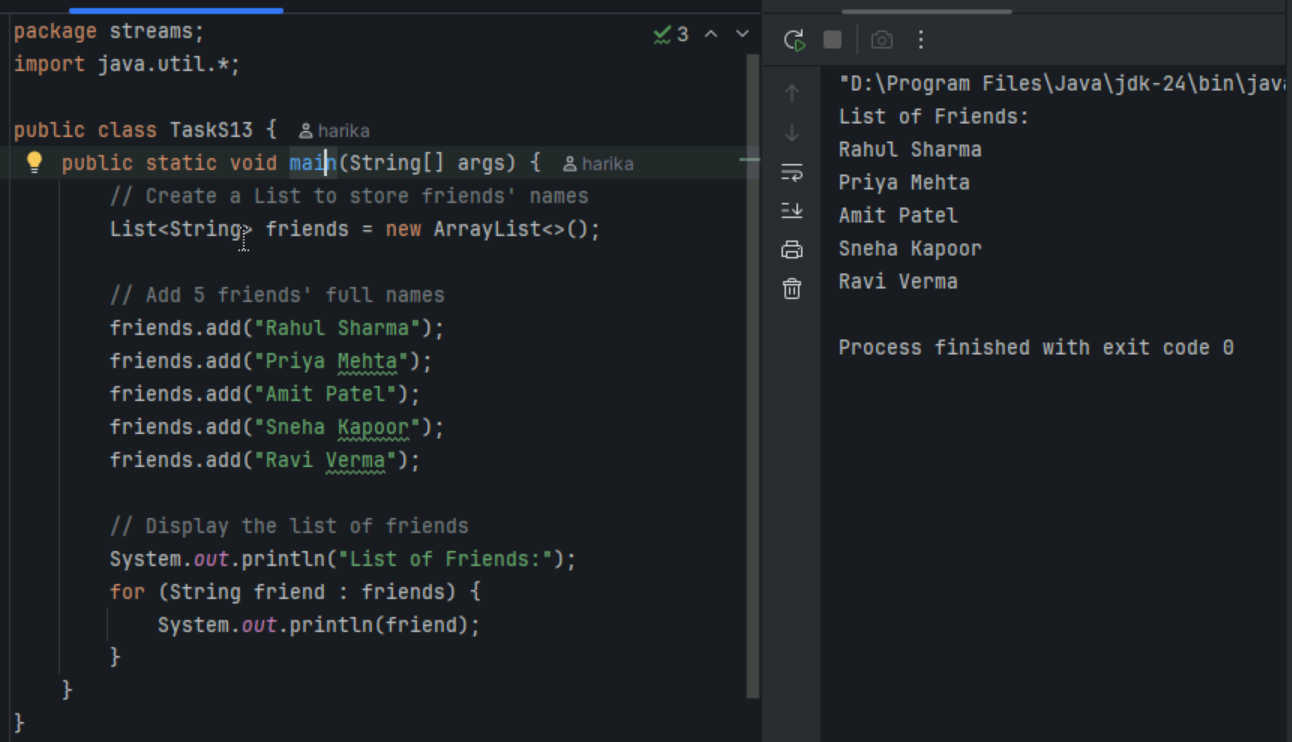 package streams;
import java.util.*;
public class TaskS13 { harika
public static void main(String[] args) { harika
// Create a List to store friends' names
List<String> friends = new ArrayList<>();
// Add 5 friends' full names
friends.add("Rahul Sharma");
friends.add("Priya Mehta");
friends.add("Amit Patel");
friends.add("Sneha Kapoor");
friends.add("Ravi Verma");
// Display the list of friends
System.out.println("List of Friends:");
for (String friend : friends) {
System.out.println(friend);
}
}
}
3
"D:\Program Files\Java\jdk-24\bin\java
List of Friends:
Rahul Sharma
Priya Mehta
Amit Patel
Sneha Kapoor
Ravi Verma
Process finished with exit code 0